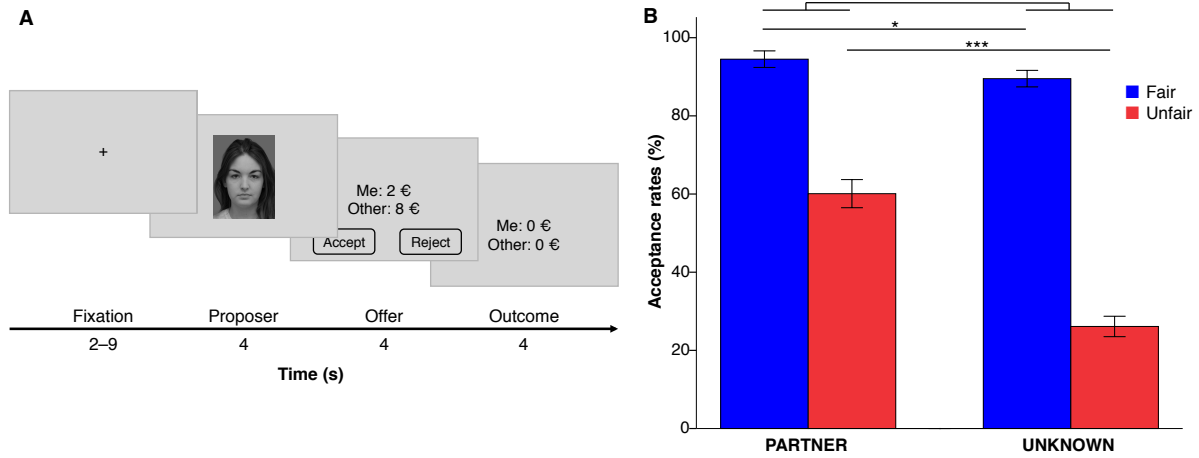 A
+
Me: 2 €
Other: 8 €
Accept Reject
Me: 0 €
Other: 0 €
Fixation Proposer Offer Outcome
2–9 4 4 4
Time (s)
B
*
***
100
80
60
40
20
0
Acceptance rates (%)
Fair
Unfair
PARTNER UNKNOWN